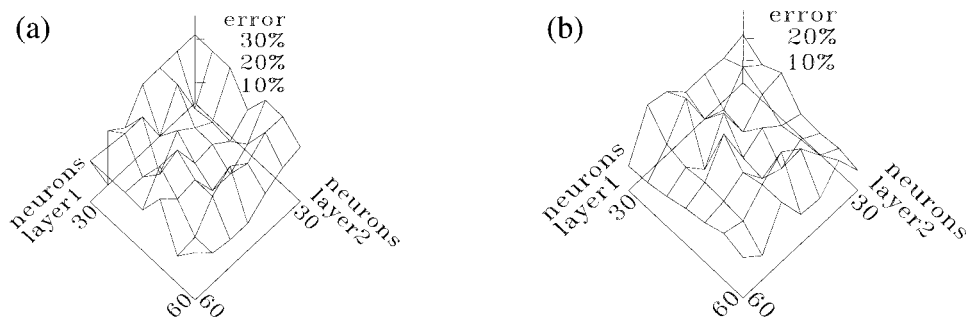 (a)
error
30%
20%
10%
neurons
layer1
30
60
neurons
layer2
30
60
(b)
error
20%
10%
neurons
layer1
30
60
neurons
layer2
30
60